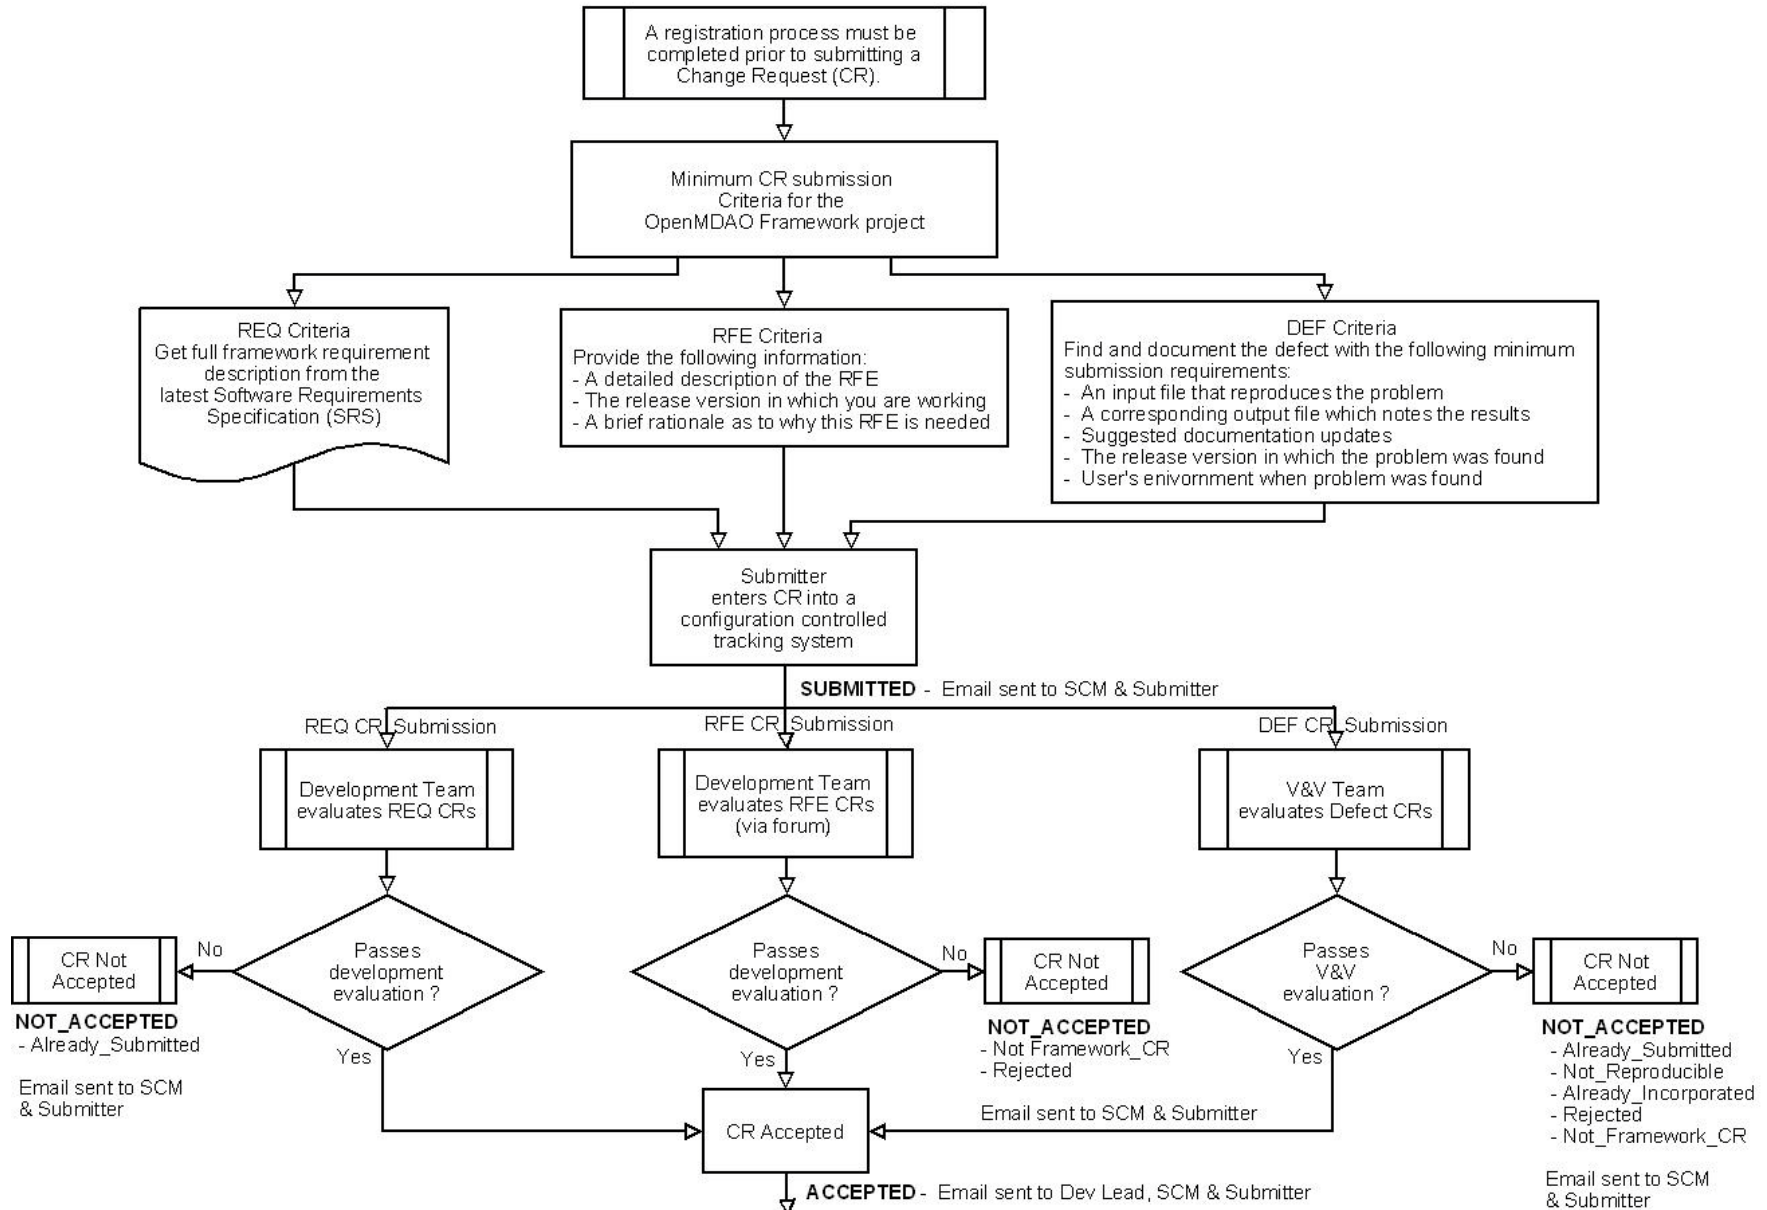 A registration process must be
completed prior to submitting a
Change Request (CR).
Minimum CR submission
Criteria for the
OpenMDAO Framework project
REQ Criteria
Get full framework requirement
description from the
latest Software Requirements
Specification (SRS)
RFE Criteria
Provide the following information:
- A detailed description of the RFE
- The release version in which you are working
- A brief rationale as to why this RFE is needed
DEF Criteria
Find and document the defect with the following minimum
submission requirements:
- An input file that reproduces the problem
- A corresponding output file which notes the results
- Suggested documentation updates
- The release version in which the problem was found
- User's enivornment when problem was found
Submitter
enters CR into a
configuration controlled
tracking system
SUBMITTED - Email sent to SCM & Submitter
REQ CR Submission
RFE CR Submission
DEF CR Submission
Development Team
evaluates REQ CRs
Development Team
evaluates RFE CRs
(via forum)
V&V Team
evaluates Defect CRs
Passes
development
evaluation ?
No
CR Not
Accepted
NOT_ACCEPTED
- Already_Submitted
Email sent to SCM
& Submitter
Yes
Passes
development
evaluation ?
No
CR Not
Accepted
NOT_ACCEPTED
- Not Framework_CR
- Rejected
Email sent to SCM & Submitter
Yes
Passes
V&V
evaluation ?
No
CR Not
Accepted
NOT_ACCEPTED
- Already_Submitted
- Not_Reproducible
- Already_Incorporated
- Rejected
- Not_Framework_CR
Email sent to SCM
& Submitter
Yes
CR Accepted
ACCEPTED - Email sent to Dev Lead, SCM & Submitter